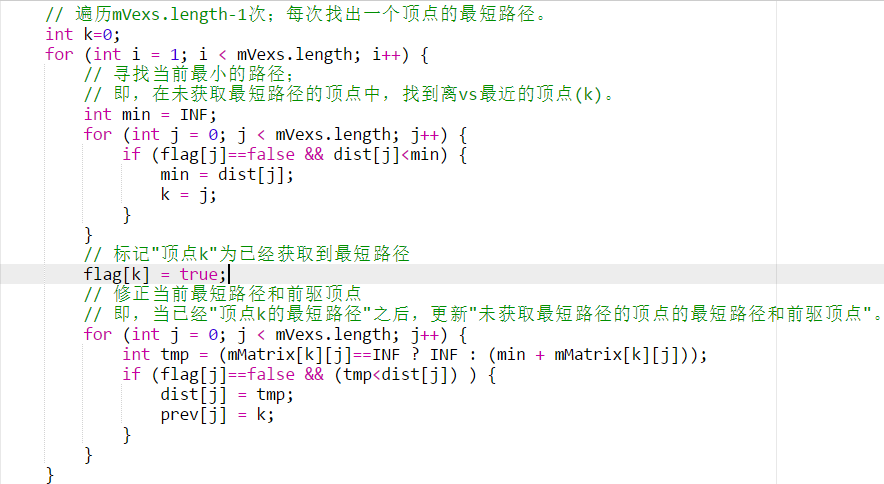 // 遍历mVexs.length-1次；每次找出一个顶点的最短路径。
int k=0;
for (int i = 1; i < mVexs.length; i++) {
// 寻找当前最小的路径；
// 即，在未获取最短路径的顶点中，找到离vs最近的顶点(k)。
int min = INF;
for (int j = 0; j < mVexs.length; j++) {
if (flag[j]==false && dist[j]<min) {
min = dist[j];
k = j;
}
}
// 标记"顶点k"为已经获取到最短路径
flag[k] = true;
// 修正当前最短路径和前驱顶点
// 即，当已经"顶点k的最短路径"之后，更新"未获取最短路径的顶点的最短路径和前驱顶点"。
for (int j = 0; j < mVexs.length; j++) {
int tmp = (mMatrix[k][j]==INF ? INF : (min + mMatrix[k][j]));
if (flag[j]==false && (tmp<dist[j]) ) {
dist[j] = tmp;
prev[j] = k;
}
}
}